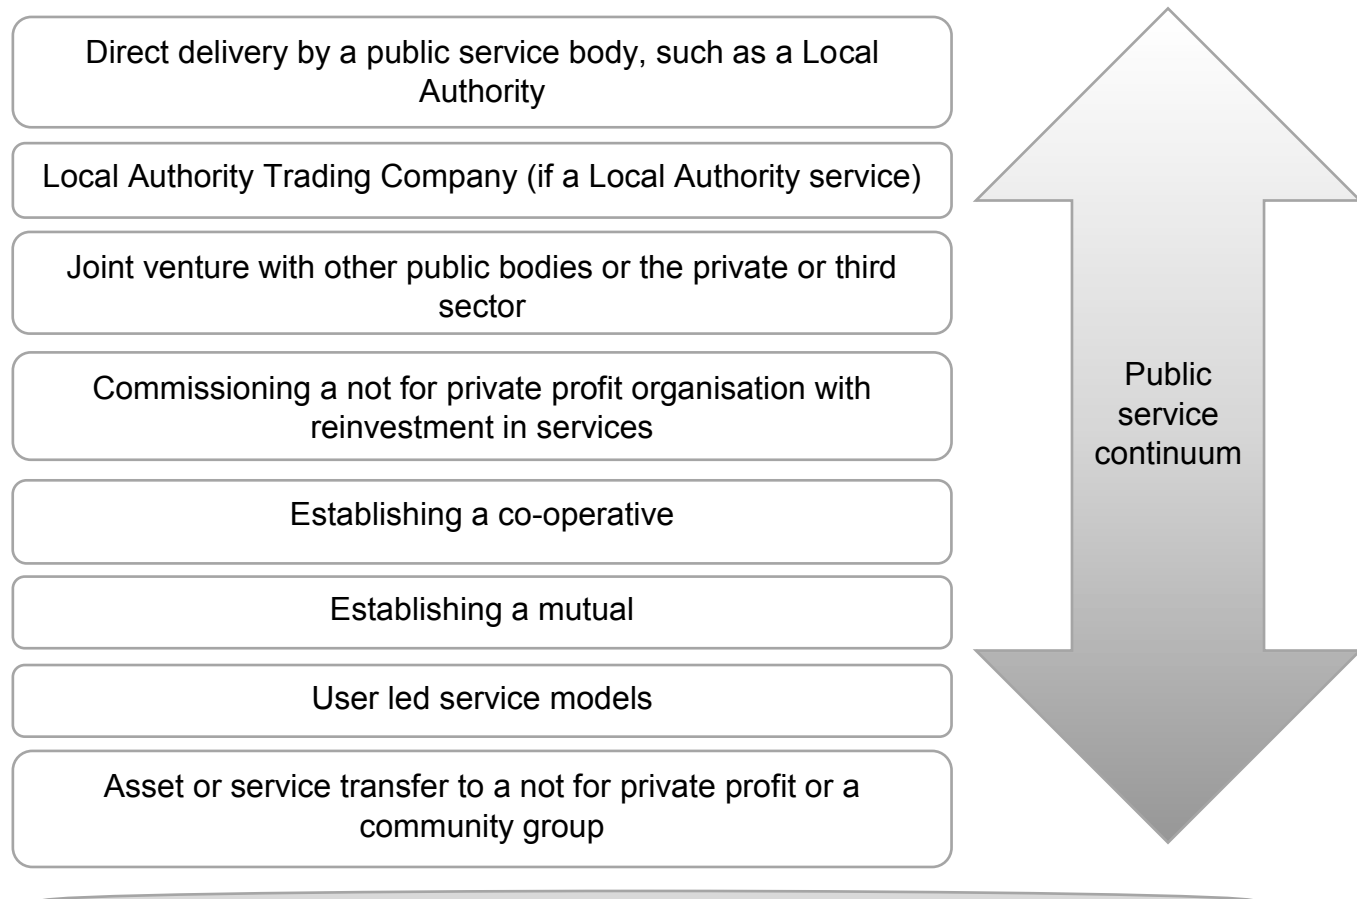 Direct delivery by a public service body, such as a Local
Authority
Local Authority Trading Company (if a Local Authority service)
Joint venture with other public bodies or the private or third
sector
Commissioning a not for private profit organisation with
reinvestment in services
Establishing a co-operative
Establishing a mutual
User led service models
Asset or service transfer to a not for private profit or a
community group
Public
service
continuum